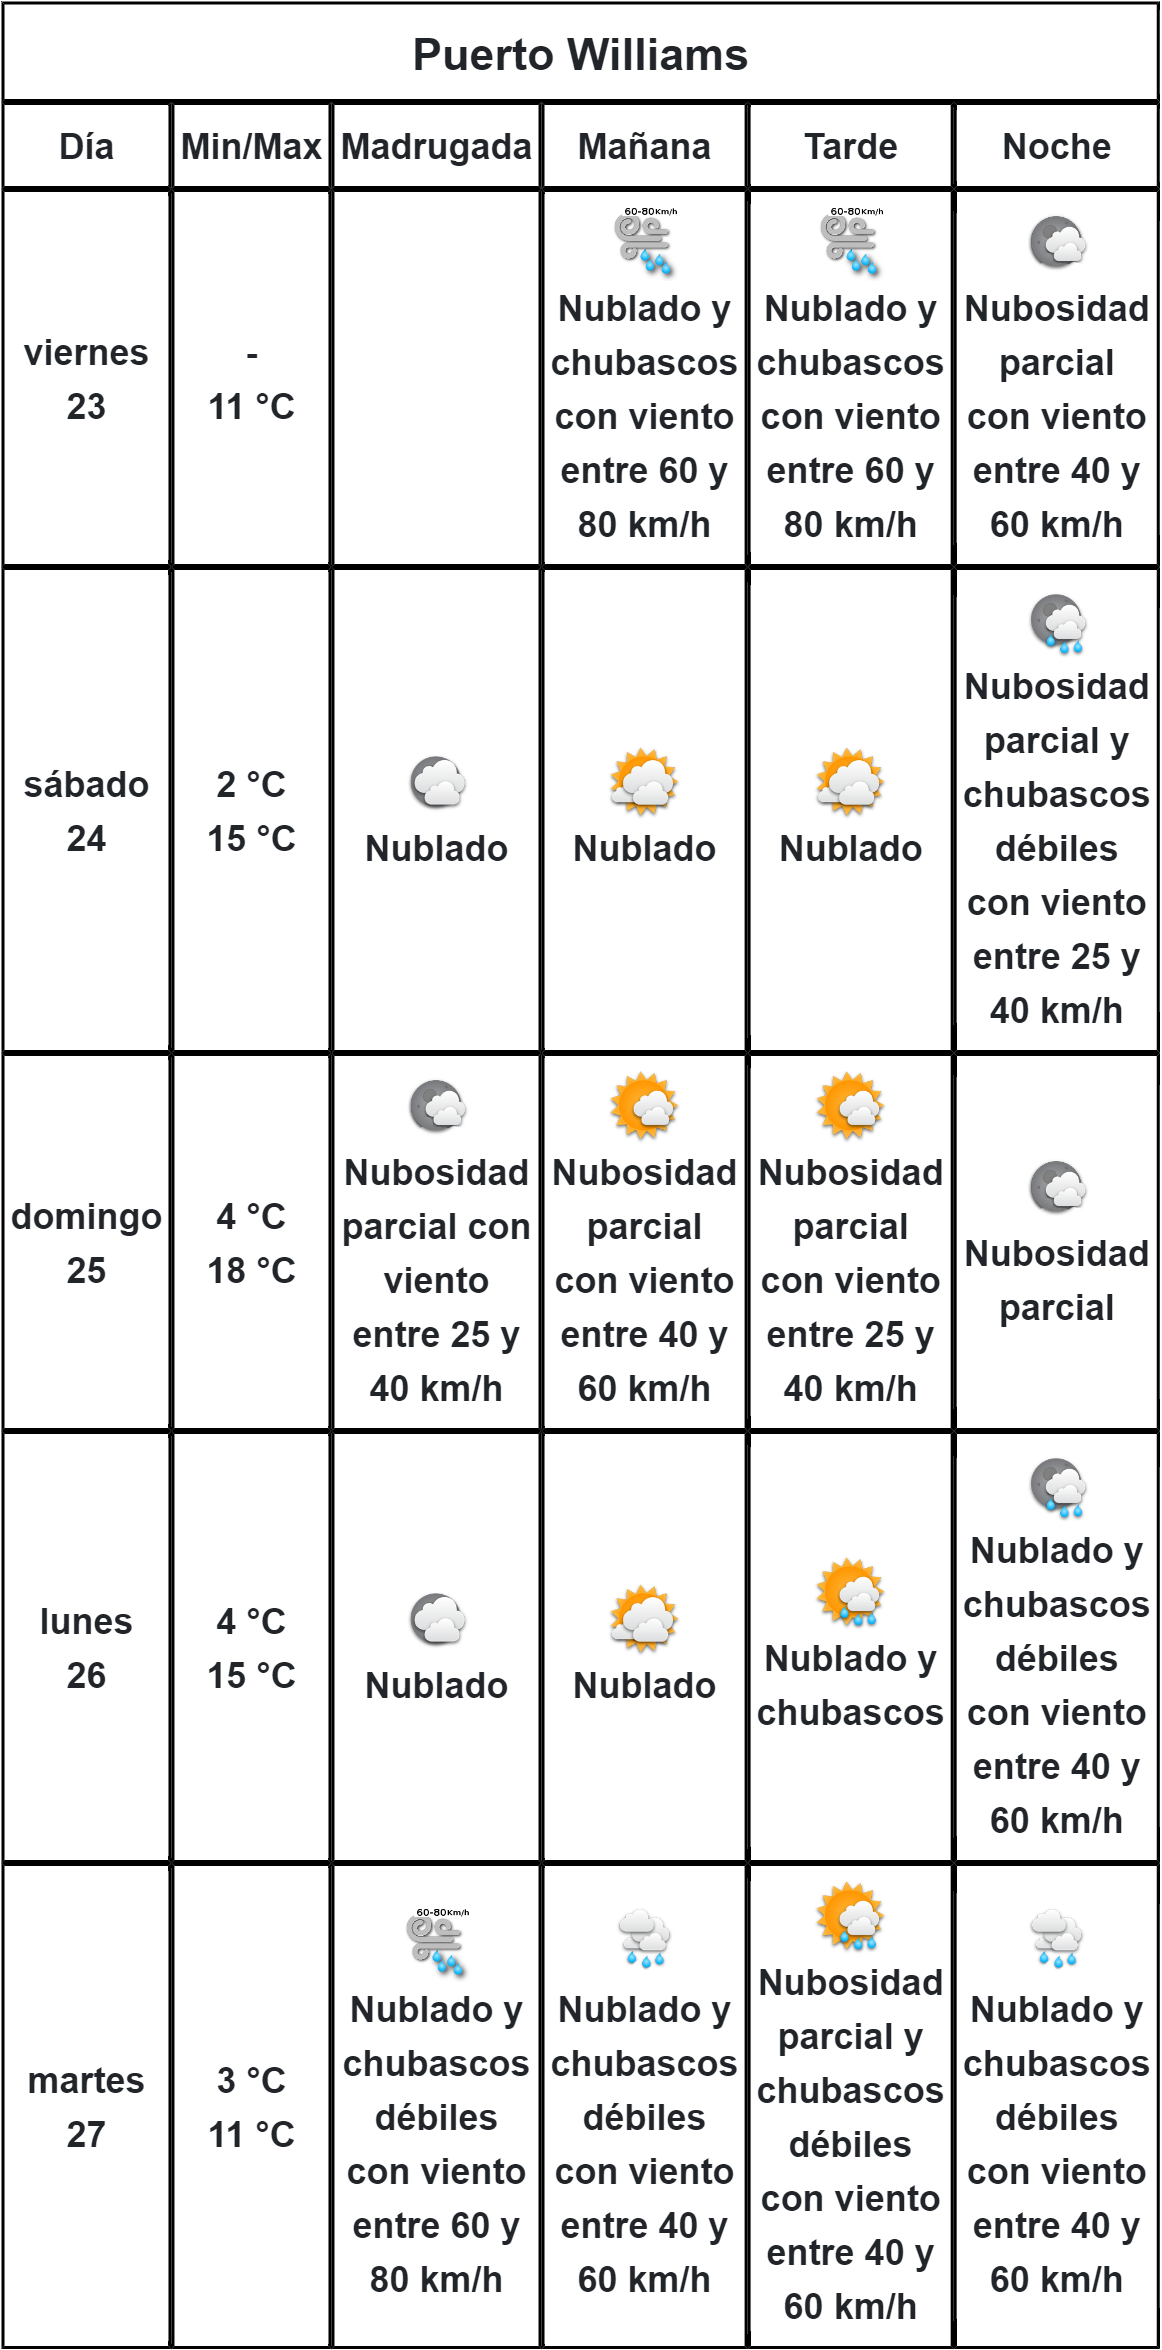 Puerto Williams
Día Min/Max Madrugada Mañana Tarde Noche
viernes
23
-
11 °C
60-80Km/h
Nublado y
chubascos
con viento
entre 60 y
80 km/h
60-80Km/h
Nublado y
chubascos
con viento
entre 60 y
80 km/h
Nubosidad
parcial
con viento
entre 40 y
60 km/h
sábado
24
2 °C
15 °C
Nublado
Nublado
Nublado
Nubosidad
parcial y
chubascos
débiles
con viento
entre 25 y
40 km/h
domingo
25
4 °C
18 °C
Nubosidad
parcial con
viento
entre 25 y
40 km/h
Nubosidad
parcial
con viento
entre 40 y
60 km/h
Nubosidad
parcial
con viento
entre 25 y
40 km/h
Nubosidad
parcial
lunes
26
4 °C
15 °C
Nublado
Nublado
Nublado y
chubascos
Nublado y
chubascos
débiles
con viento
entre 40 y
60 km/h
martes
27
3 °C
11 °C
60-80Km/h
Nublado y
chubascos
débiles
con viento
entre 60 y
80 km/h
Nublado y
chubascos
débiles
con viento
entre 40 y
60 km/h
Nubosidad
parcial y
chubascos
débiles
con viento
entre 40 y
60 km/h
Nublado y
chubascos
débiles
con viento
entre 40 y
60 km/h